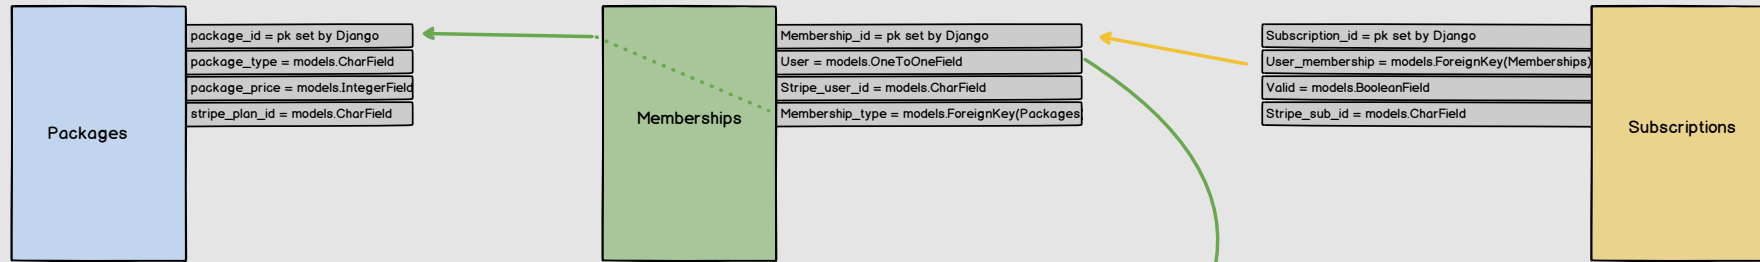 Packages
package_id = pk set by Django
package_type = models.CharField
package_price = models.IntegerField
stripe_plan_id = models.CharField
Memberships
Membership_id = pk set by Django
User = models.OneToOneField
Stripe_user_id = models.CharField
Membership_type = models.ForeignKey(Packages
Subscription_id = pk set by Django
User_membership = models.ForeignKey(Memberships)
Valid = models.BooleanField
Stripe_sub_id = models.CharField
Subscriptions